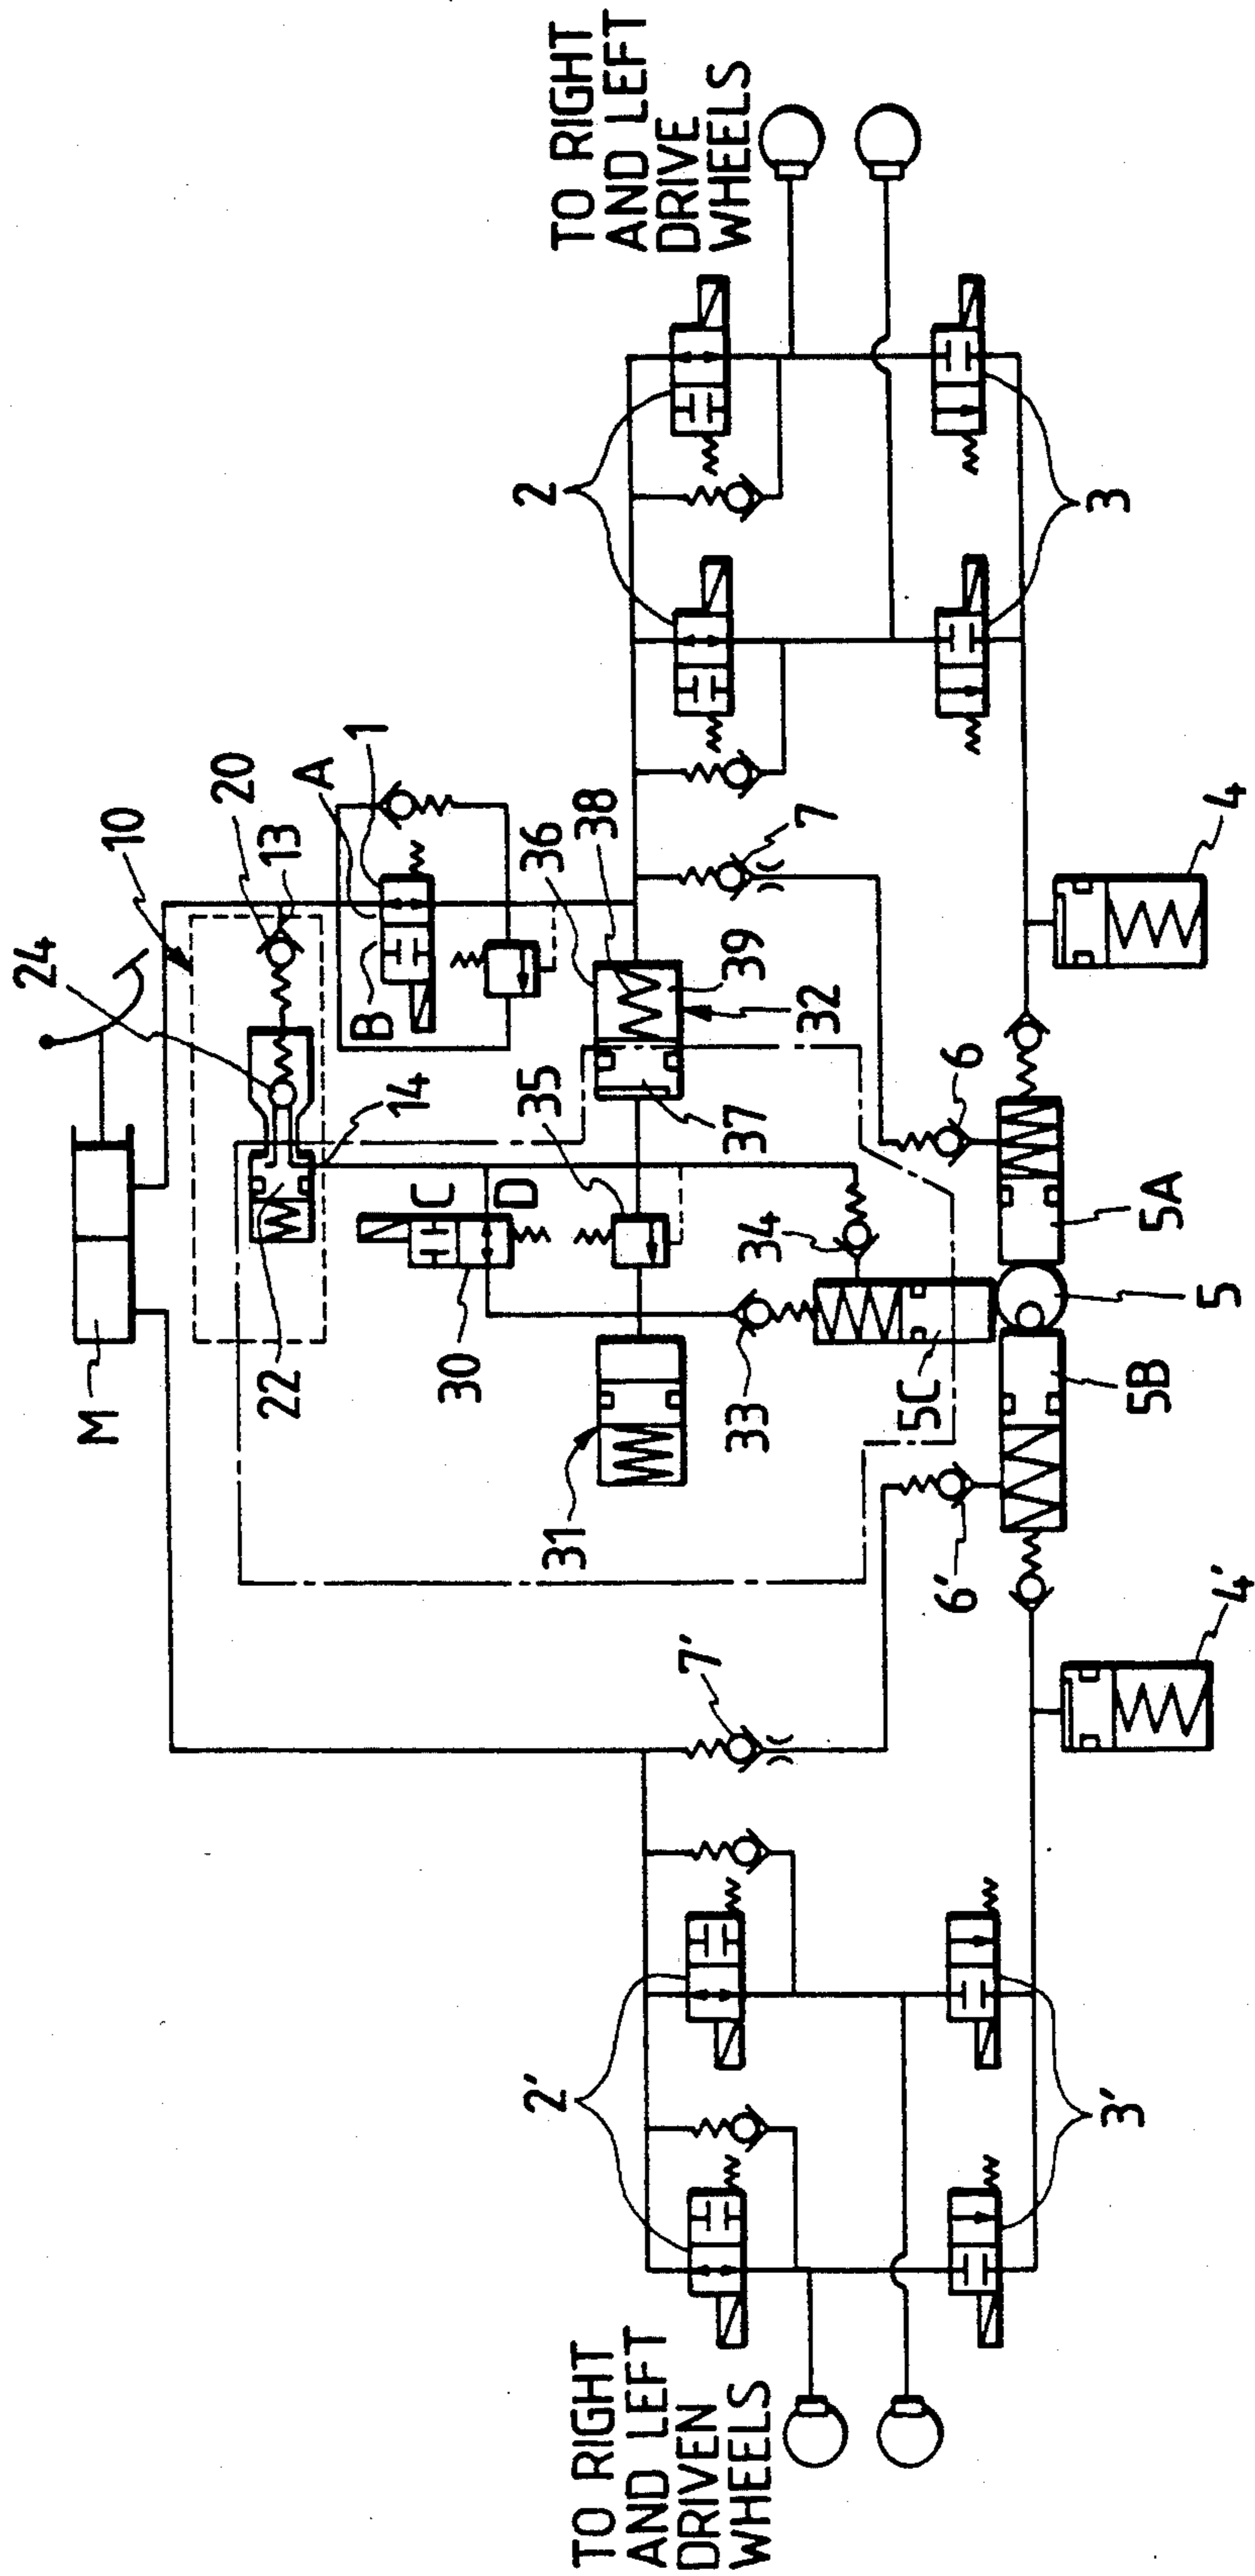 TO RIGHT
AND LEFT
DRIVEN
WHEELS
2'
3'
7'
4'
6'
31
M
22
30
33
5B
5C
5
5A
C
D
14
35
34
37
32
39
24
10
20
13
B
A
1
36
38
7
6
4
2
3
TO RIGHT
AND LEFT
DRIVE
WHEELS